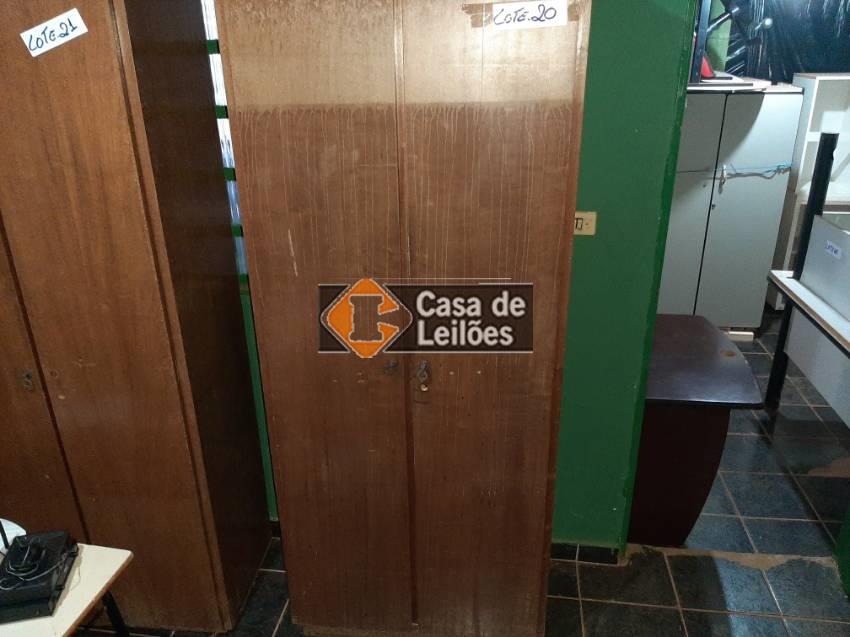 LOTE.21
LOTE.20
Casa de
Leilões